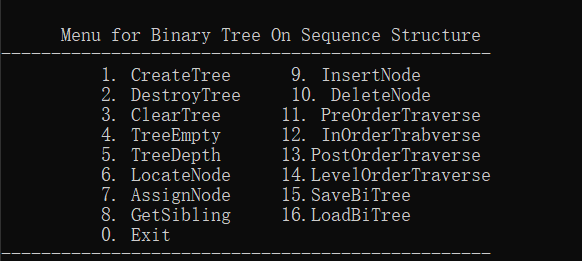 Menu for Binary Tree On Sequence Structure
-------------------------------------------------
1. CreateTree 9. InsertNode
2. DestroyTree 10. DeleteNode
3. ClearTree 11. PreOrderTraverse
4. TreeEmpty 12. InOrderTrabverse
5. TreeDepth 13.PostOrderTraverse
6. LocateNode 14.LevelOrderTraverse
7. AssignNode 15.SaveBiTree
8. GetSibling 16.LoadBiTree
0. Exit
-------------------------------------------------